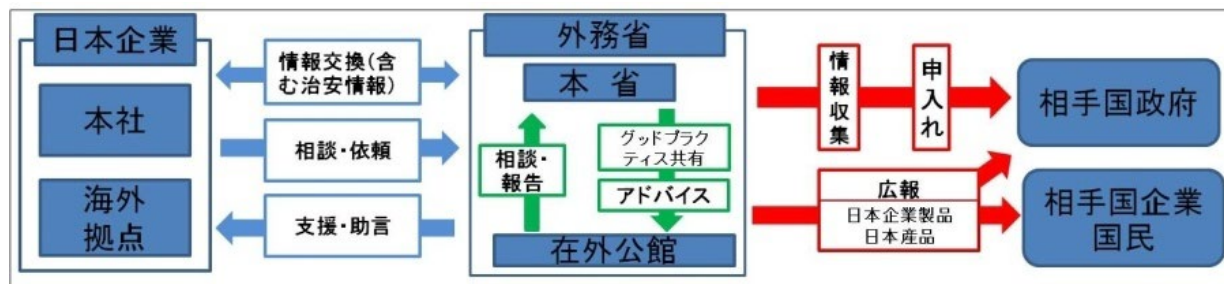 日本企業
本社
海外
拠点
情報交換(含
む治安情報)
相談・依頼
支援・助言
外務省
本省
相談・
報告
グッドプラク
ティス共有
アドバイス
在外公館
情報収集
申入れ
広報
日本企業製品
日本産品
相手国政府
相手国企業
国民